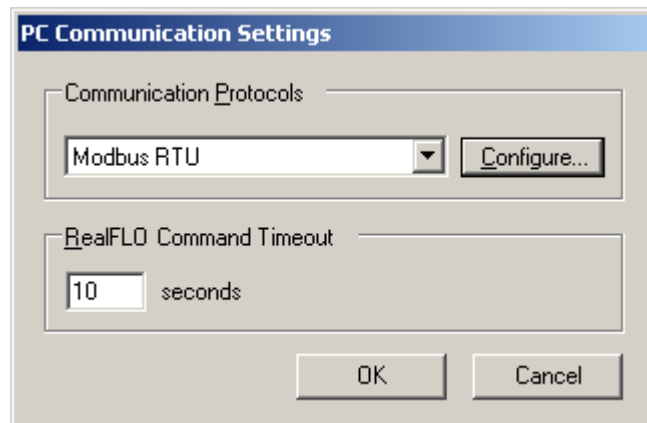 PC Communication Settings
Communication Protocols
Modbus RTU
Configure...
RealFLO Command Timeout
10 seconds
OK Cancel